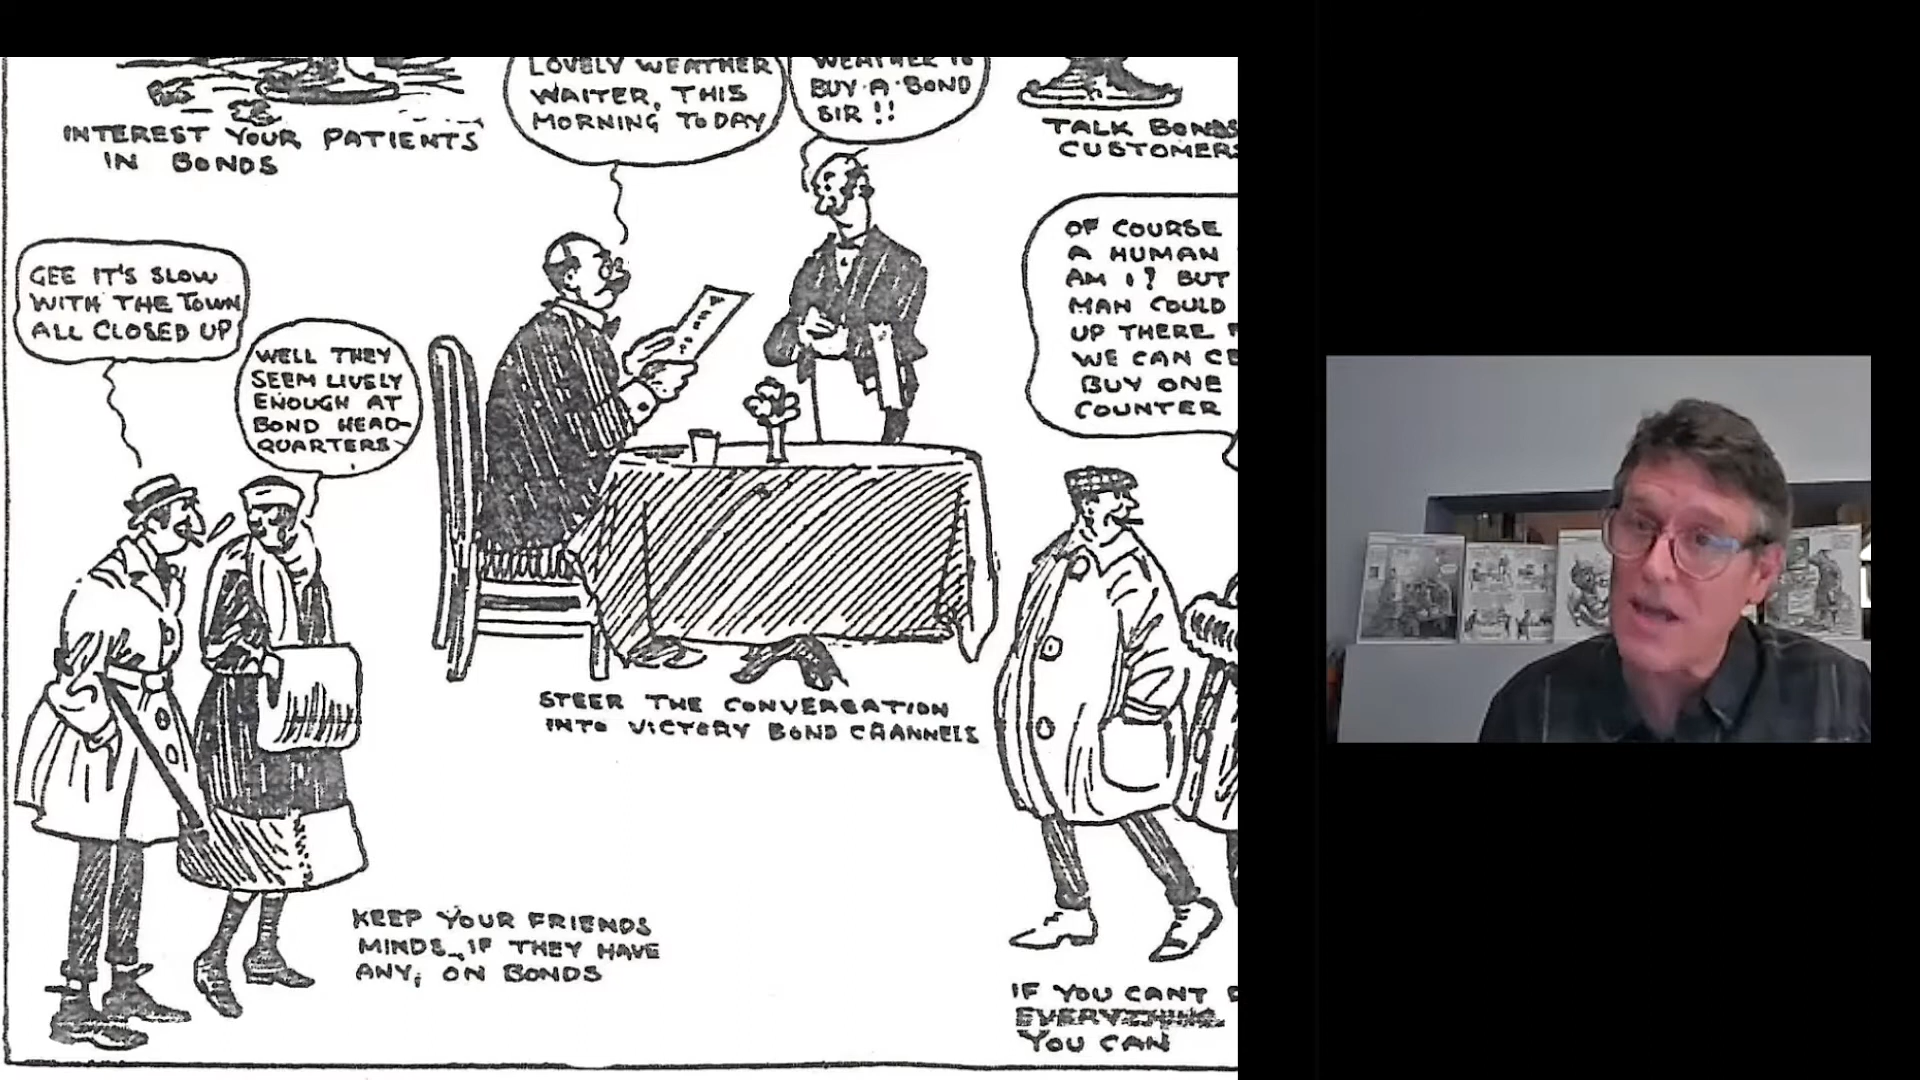 INTEREST YOUR PATIENTS
IN BONDS
LOVELY WEATHER
WAITER, THIS
MORNING TODAY
WEATHER TO
BUY A BOND
SIR!!
TALK BONDS
CUSTOMERS
GEE IT'S SLOW
WITH THE TOWN
ALL CLOSED UP
WELL THEY
SEEM LIVELY
ENOUGH AT
BOND HEAD-
QUARTERS
OF COURSE
A HUMAN
AM I? BUT
MAN COULD
UP THERE
WE CAN
BUY ONE
COUNTER
STEER THE CONVERSATION
INTO VICTORY BOND CHANNELS
KEEP YOUR FRIENDS
MINDS, IF THEY HAVE
ANY, ON BONDS
IF YOU CANT
EVERYTHING
YOU CAN